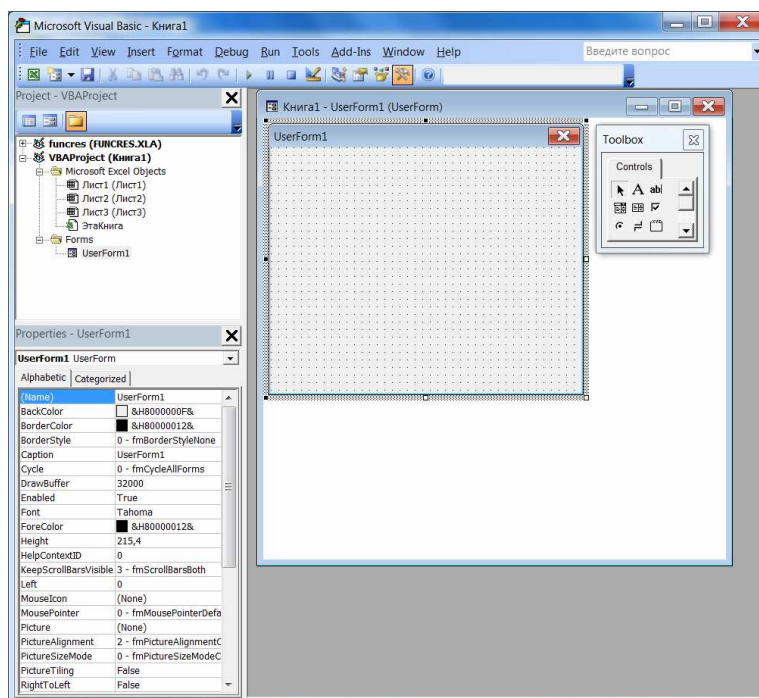 Microsoft Visual Basic - Книга1
File Edit View Insert Format Debug Run Tools Add-Ins Window Help
Введите вопрос
Project - VBAProject
funcres (FUNCRES.XLA)
VBAProject (Книга1)
Microsoft Excel Objects
Лист1 (Лист1)
Лист2 (Лист2)
Лист3 (Лист3)
ЭтаКнига
Forms
UserForm1
Книга1 - UserForm1 (UserForm)
UserForm1
Toolbox
Controls
A ab|
Properties - UserForm1
UserForm1 UserForm
Alphabetic Categorized
(Name) UserForm1
BackColor &H8000000F&
BorderColor &H80000012&
BorderStyle 0 - fmBorderStyleNone
Caption UserForm1
Cycle 0 - fmCycleAllForms
DrawBuffer 32000
Enabled True
Font Tahoma
ForeColor &H80000012&
Height 215,4
HelpContextID 0
KeepScrollBarsVisible 3 - fmScrollBarsBoth
Left 0
MouseIcon (None)
MousePointer 0 - fmMousePointerDefa
Picture (None)
PictureAlignment 2 - fmPictureAlignmentC
PictureSizeMode 0 - fmPictureSizeModeC
PictureTiling False
RightToLeft False